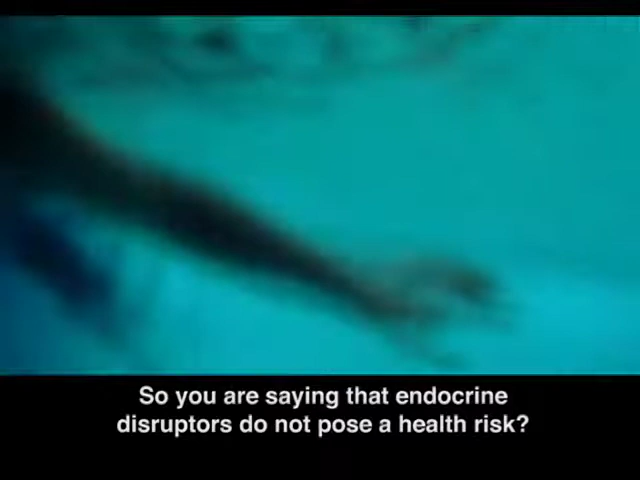 So you are saying that endocrine
disruptors do not pose a health risk?